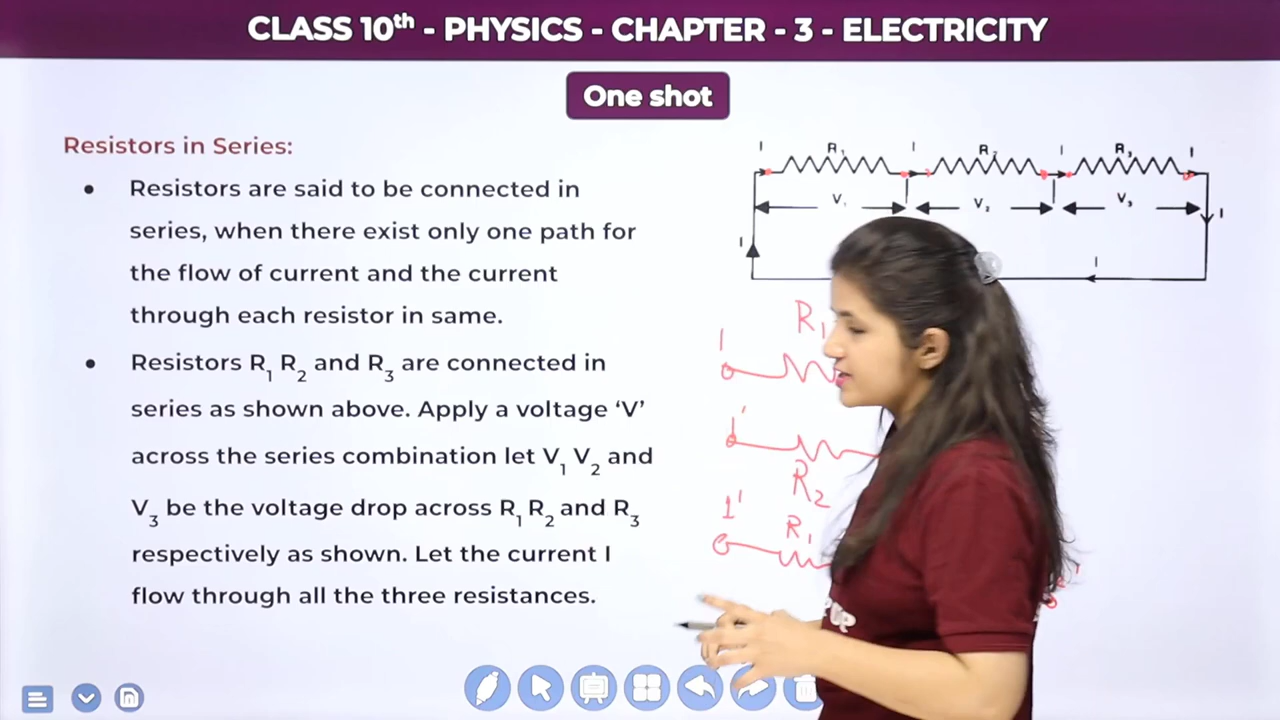 CLASS 10th - PHYSICS - CHAPTER - 3 - ELECTRICITY
One shot
Resistors in Series:
• Resistors are said to be connected in
series, when there exist only one path for
the flow of current and the current
through each resistor in same.
• Resistors R1 R2 and R3 are connected in
series as shown above. Apply a voltage ‘V’
across the series combination let V1 V2 and
V3 be the voltage drop across R1 R2 and R3
respectively as shown. Let the current I
flow through all the three resistances.
I R1 I R2 I R3 I
V1 V2 V3
I I I
R1
1
1'
R2
1'
R1